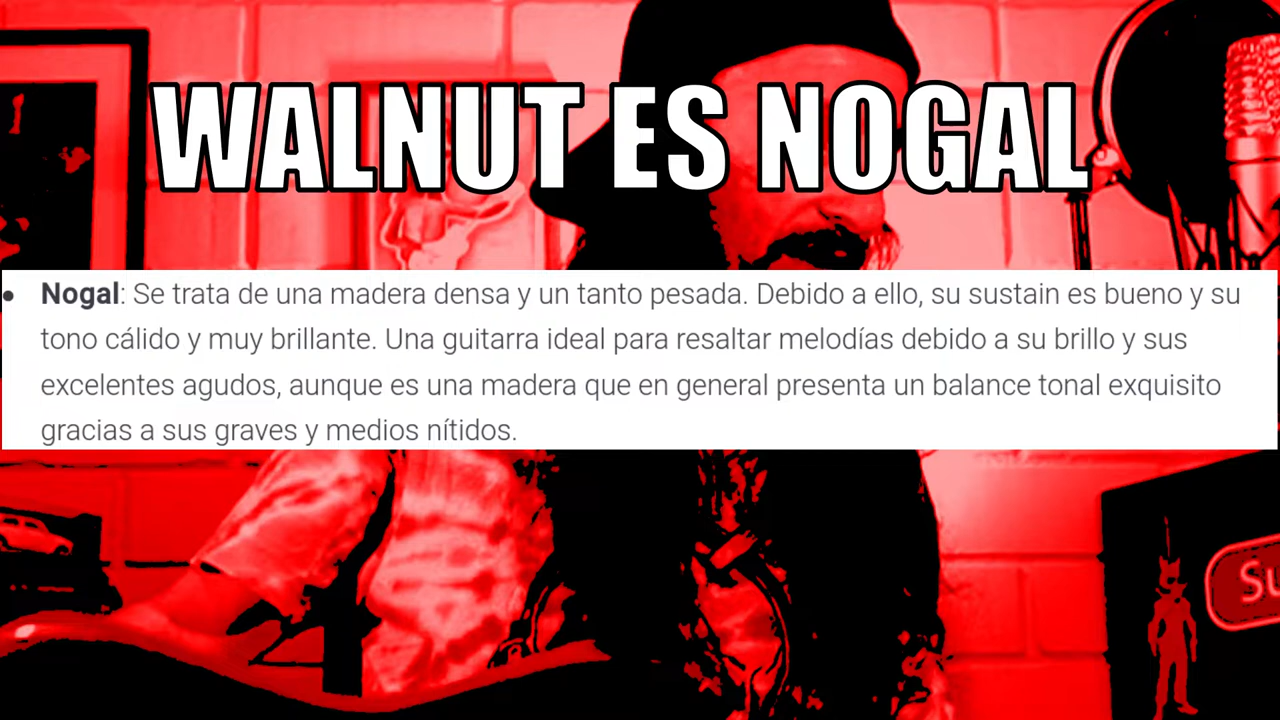 WALNUT ES NOGAL
• Nogal: Se trata de una madera densa y un tanto pesada. Debido a ello, su sustain es bueno y su
tono cálido y muy brillante. Una guitarra ideal para resaltar melodías debido a su brillo y sus
excelentes agudos, aunque es una madera que en general presenta un balance tonal exquisito
gracias a sus graves y medios nítidos.
Su